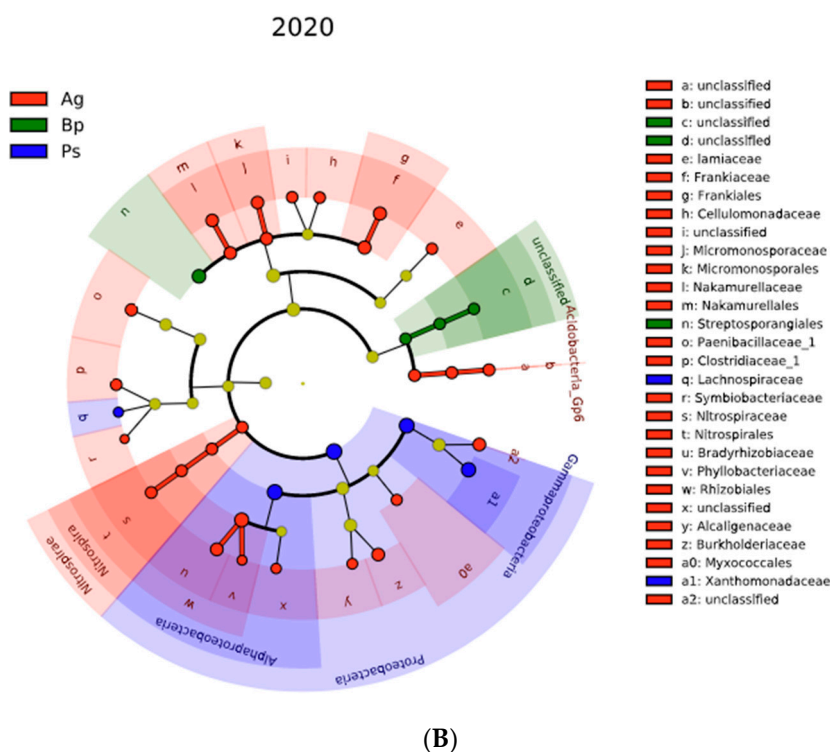 2020
Ag
Bp
Ps
a: unclassified
b: unclassified
c: unclassified
d: unclassified
e: Iamiaceae
f: Frankiaceae
g: Frankiales
h: Cellulomonadaceae
i: unclassified
j: Micromonosporaceae
k: Micromonosporales
l: Nakamurellaceae
m: Nakamurellales
n: Streptosporangiales
o: Paenibacillaceae_1
p: Clostridiaceae_1
q: Lachnospiraceae
r: Symbiobacteriaceae
s: Nitrospiraceae
t: Nitrospirales
u: Bradyrhizobiaceae
v: Phyllobacteriaceae
w: Rhizobiales
x: unclassified
y: Alcaligenaceae
z: Burkholderiaceae
a0: Myxococcales
a1: Xanthomonadaceae
a2: unclassified
m
k
l
j
i
h
g
f
e
n
unclassified
d
c
Acidobacteria_Gp6
a
b
o
p
q
r
s
t
Nitrospira
Nitrospirae
u
v
w
x
Alphaproteobacteria
y
z
a0
a1
a2
Gammaproteobacteria
Proteobacteria
(B)